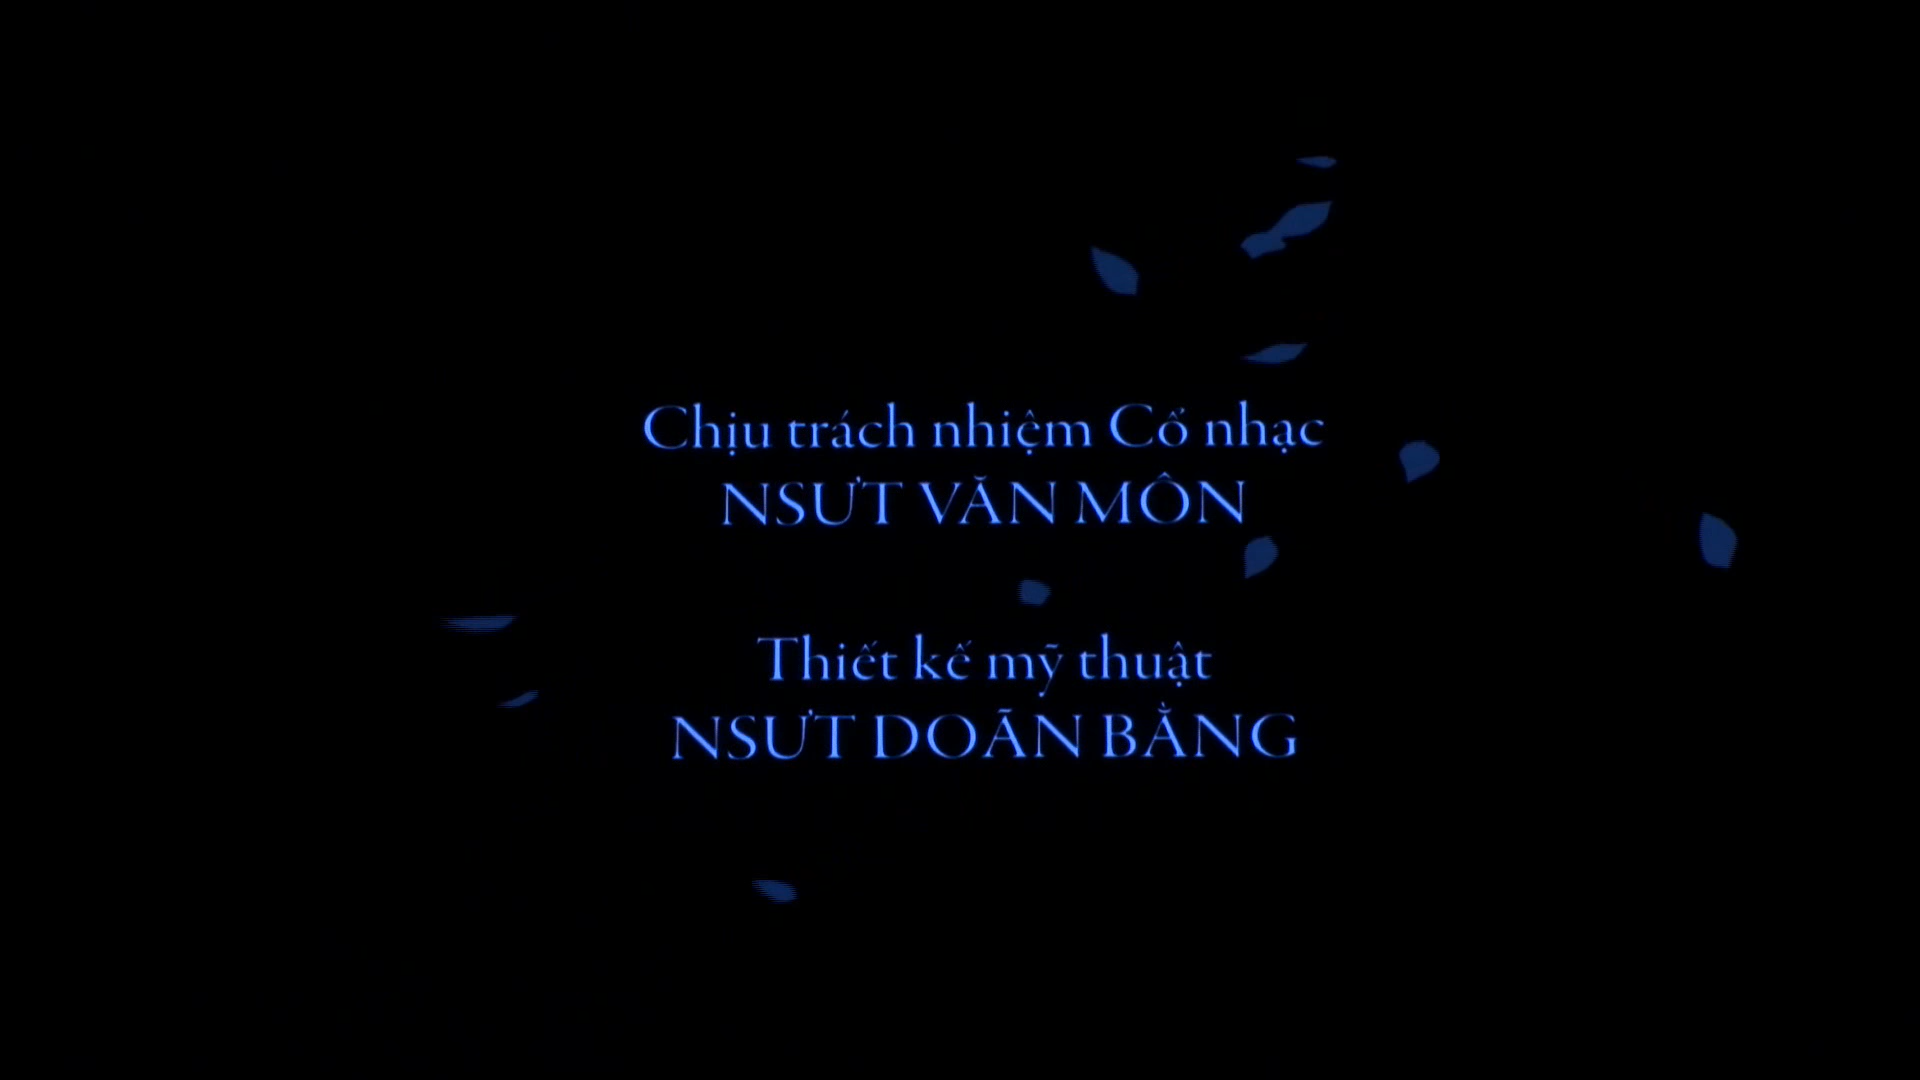 Chịu trách nhiệm Cổ nhạc
NSƯT VĂN MÔN
Thiết kế mỹ thuật
NSƯT DOÃN BẰNG